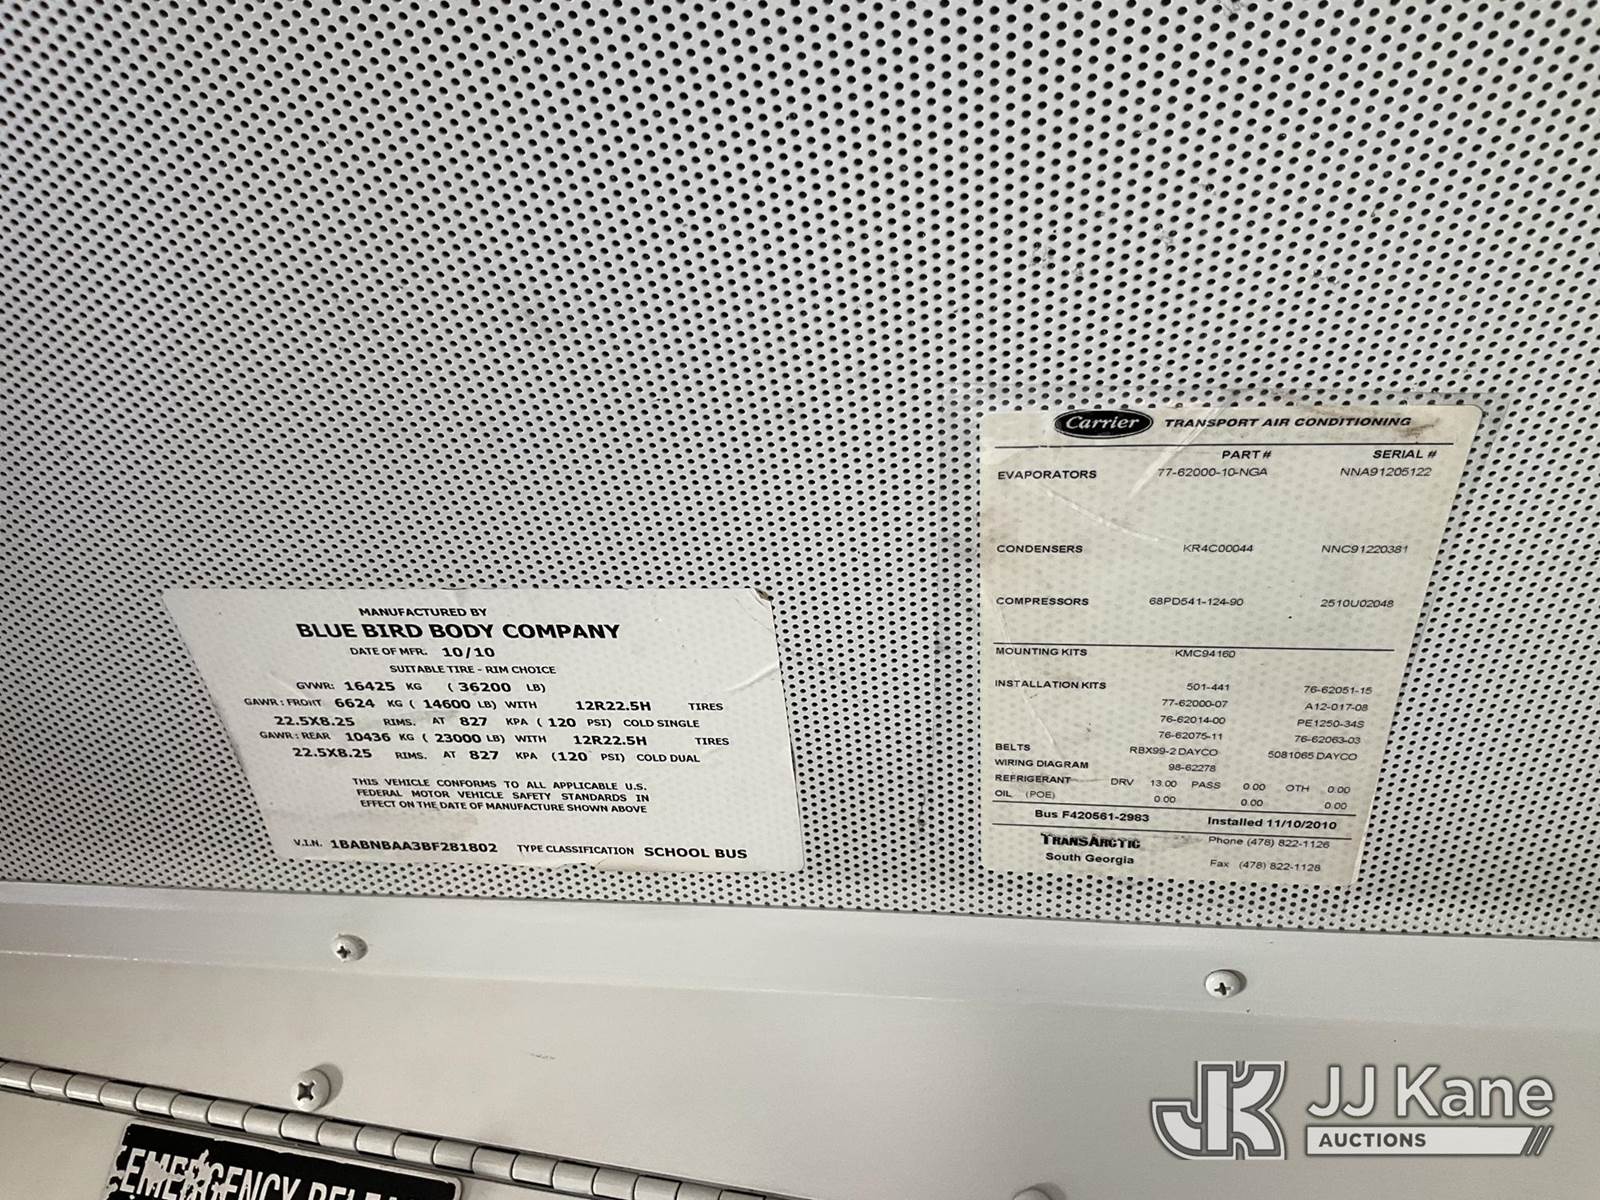 MANUFACTURED BY
BLUE BIRD BODY COMPANY
DATE OF MFR. 10/10
SUITABLE TIRE - RIM CHOICE
GVWR: 16425 KG ( 36200 LB)
GAWR : FRONT 6624 KG ( 14600 LB) WITH 12R22.5H TIRES
22.5X8.25 RIMS. AT 827 KPA ( 120 PSI) COLD SINGLE
GAWR : REAR 10436 KG ( 23000 LB) WITH 12R22.5H TIRES
22.5X8.25 RIMS. AT 827 KPA (120 PSI) COLD DUAL
THIS VEHICLE CONFORMS TO ALL APPLICABLE U.S.
FEDERAL MOTOR VEHICLE SAFETY STANDARDS IN
EFFECT ON THE DATE OF MANUFACTURE SHOWN ABOVE
V.I.N. 1BABNBAA3BF281802 TYPE CLASSIFICATION SCHOOL BUS
Carrier TRANSPORT AIR CONDITIONING
PART # SERIAL #
EVAPORATORS 77-62000-10-NGA NNA91205122
CONDENSERS KR4C00044 NNC91220381
COMPRESSORS 68PD541-124-90 2510U02048
MOUNTING KITS KMC94160
INSTALLATION KITS 501-441 76-62051-15
77-62000-07 A12-017-08
76-62014-00 PE1250-34S
76-62075-11 76-62063-03
BELTS RBX99-2 DAYCO 5081065 DAYCO
WIRING DIAGRAM 98-62278
REFRIGERANT DRV 13.00 PASS 0.00 OTH 0.00
OIL (POE) 0.00 0.00 0.00
Bus F420561-2983 Installed 11/10/2010
TRANSARCTIC Phone (478) 822-1126
South Georgia Fax (478) 822-1128
EMERGENCY
JK JJ Kane
AUCTIONS